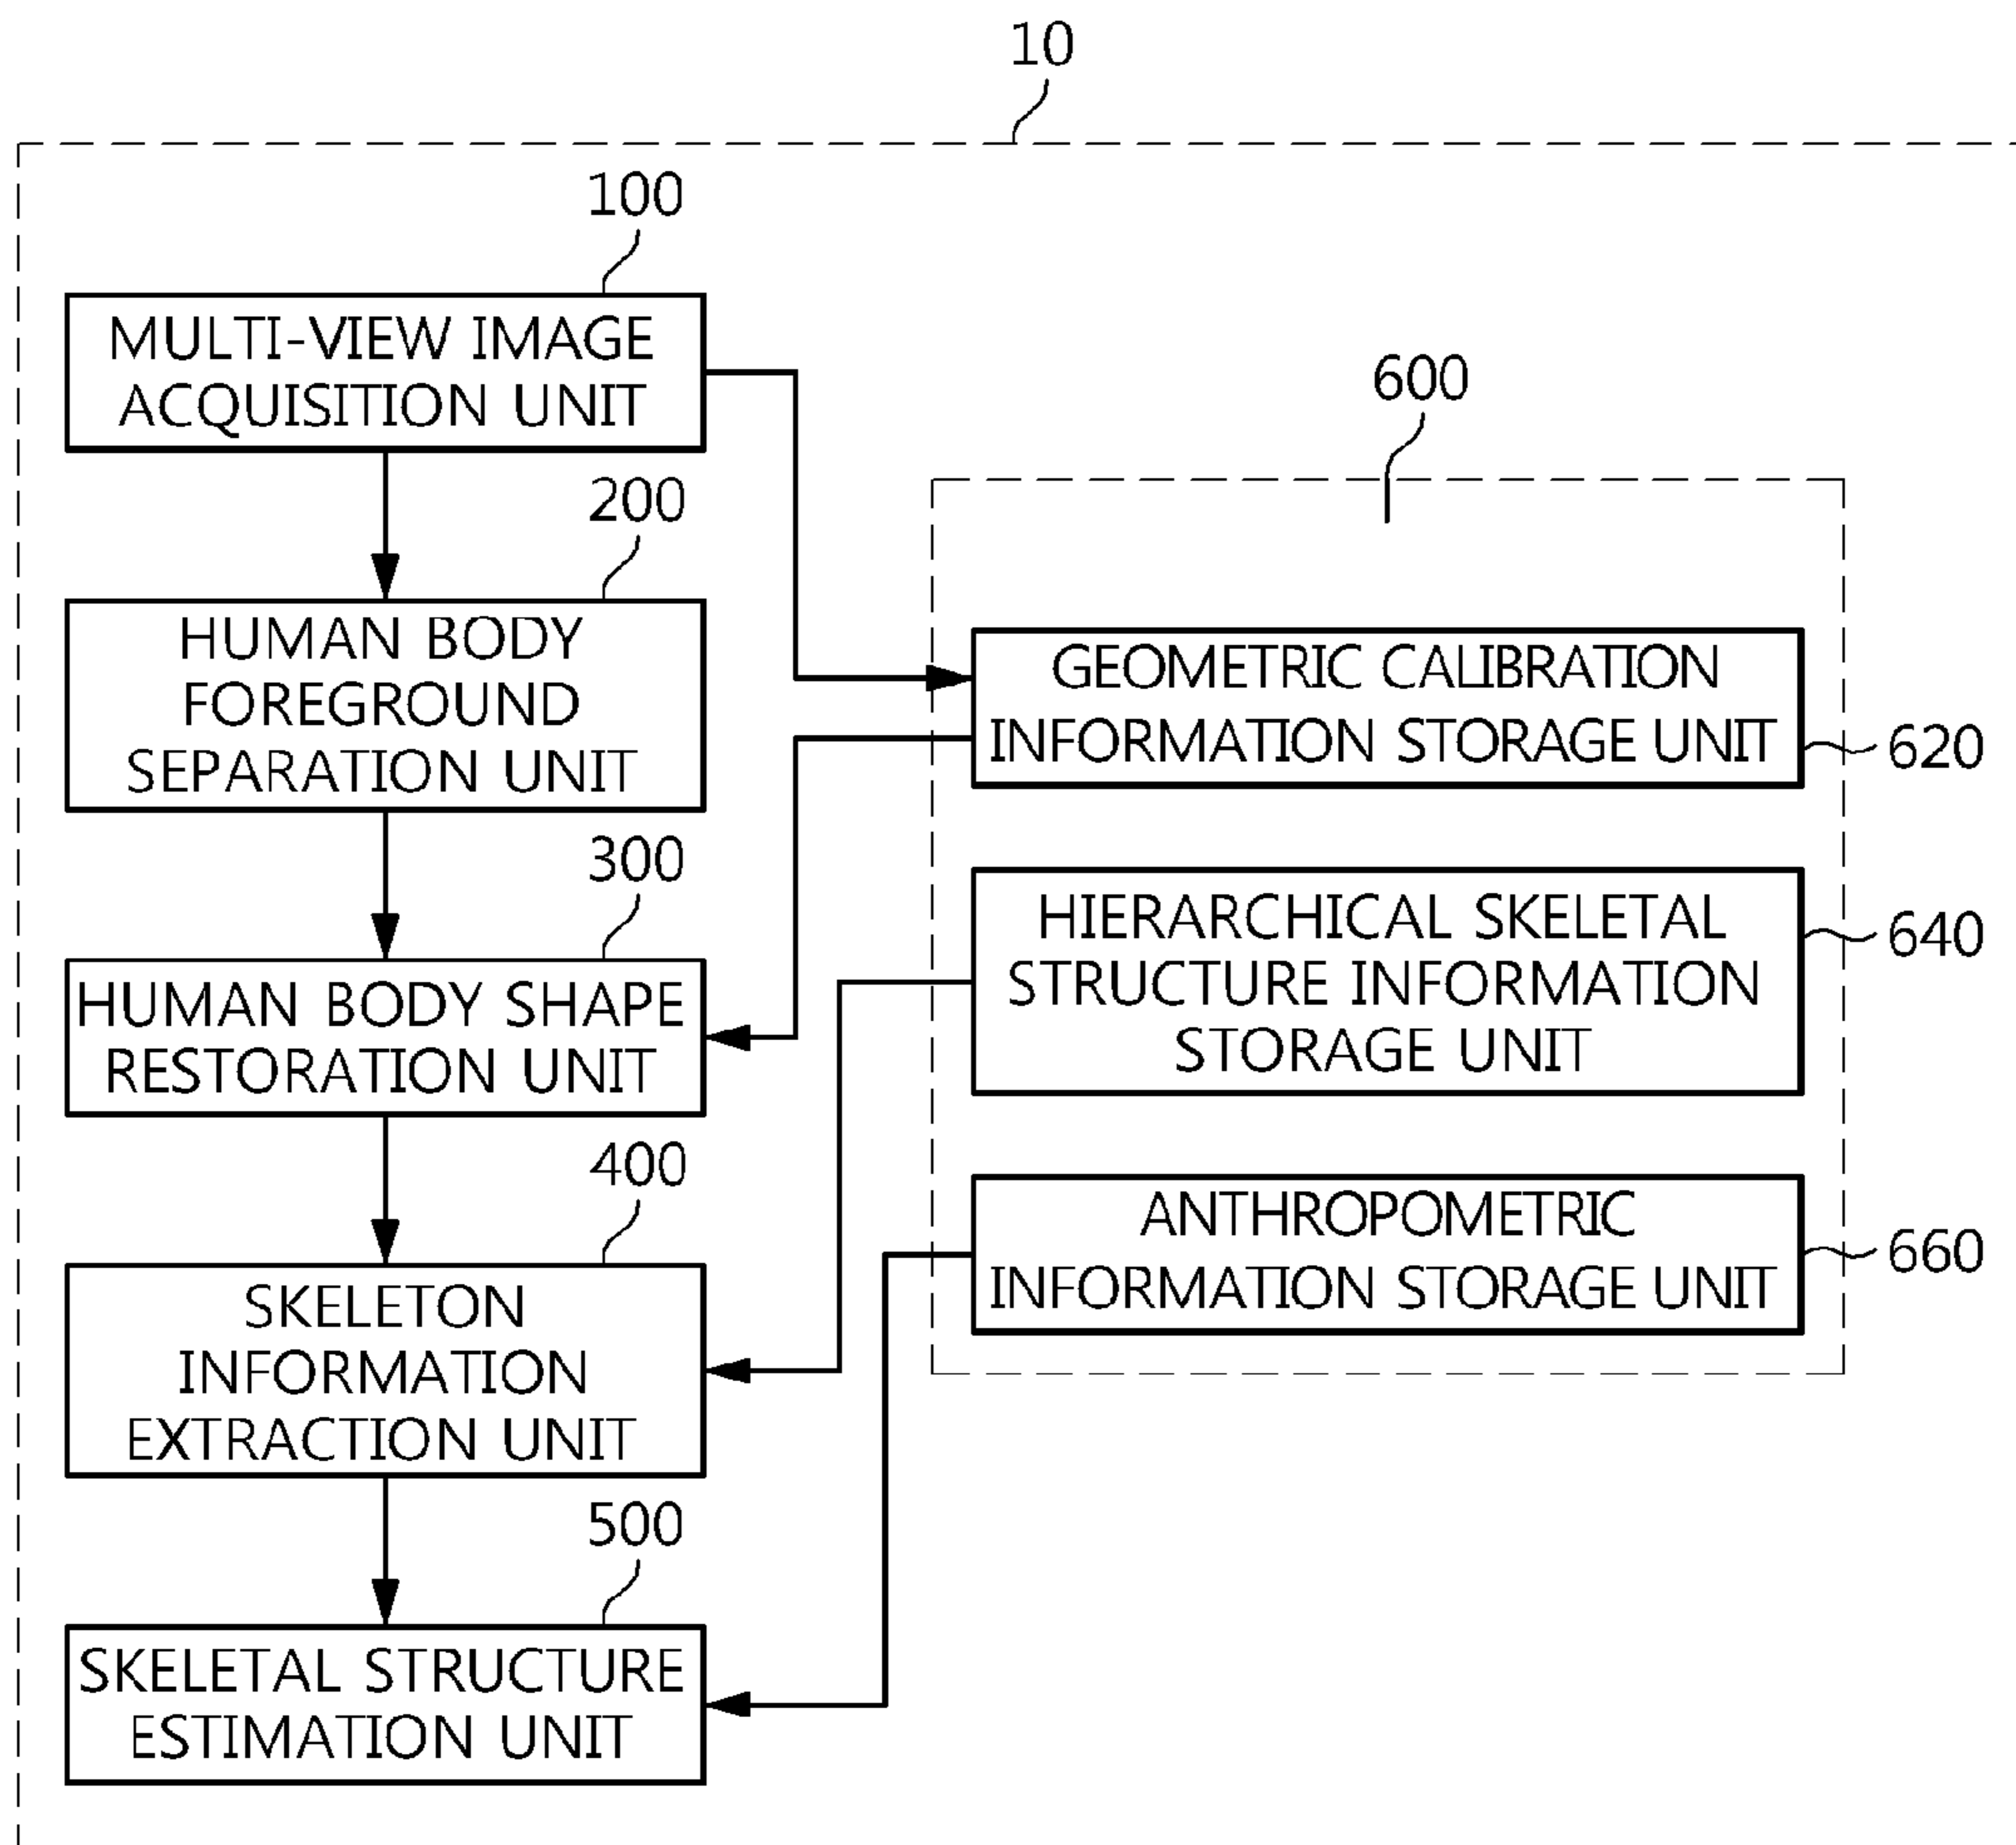 10
100
MULTI-VIEW IMAGE
ACQUISITION UNIT
200
HUMAN BODY
FOREGROUND
SEPARATION UNIT
300
HUMAN BODY SHAPE
RESTORATION UNIT
400
SKELETON
INFORMATION
EXTRACTION UNIT
500
SKELETAL STRUCTURE
ESTIMATION UNIT
600
GEOMETRIC CALIBRATION
INFORMATION STORAGE UNIT
620
HIERARCHICAL SKELETAL
STRUCTURE INFORMATION
STORAGE UNIT
640
ANTHROPOMETRIC
INFORMATION STORAGE UNIT
660